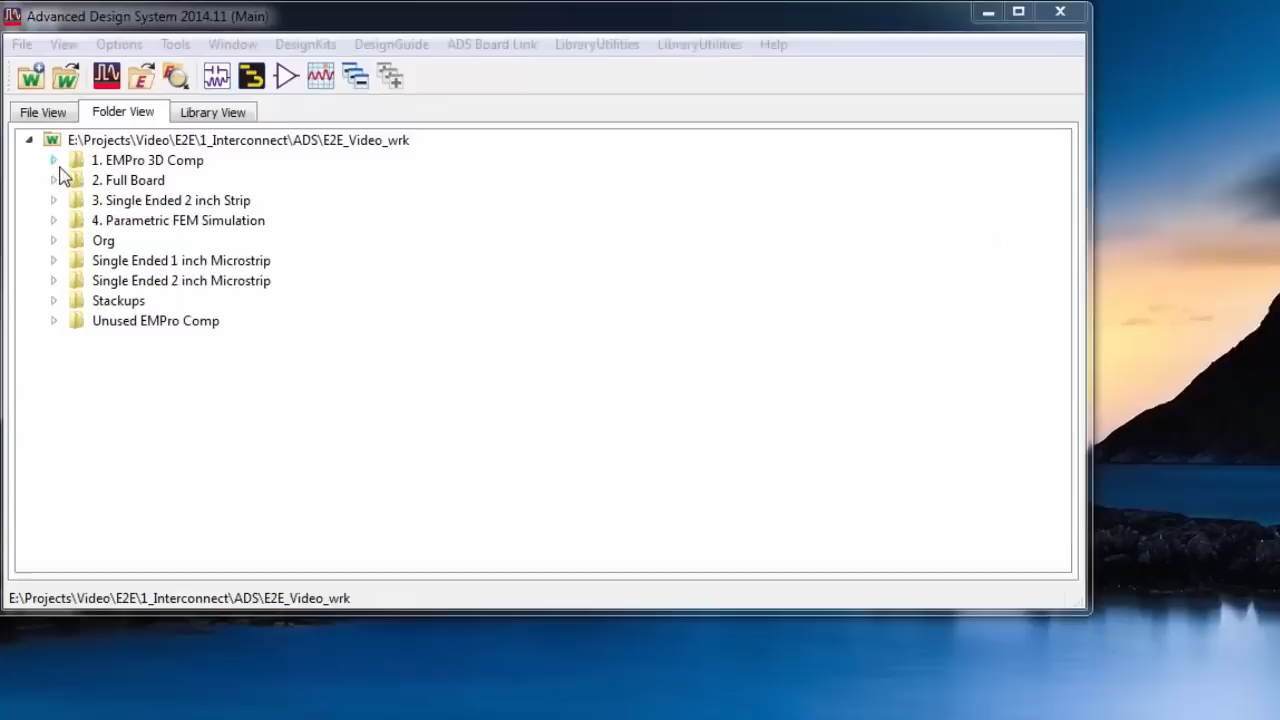 Advanced Design System 2014.11 (Main)
File View Options Tools Window DesignKits DesignGuide ADS Board Link LibraryUtilities LibraryUtilities Help
File View Folder View Library View
E:\Projects\Video\E2E\1_Interconnect\ADS\E2E_Video_wrk
1. EMPro 3D Comp
2. Full Board
3. Single Ended 2 inch Strip
4. Parametric FEM Simulation
Org
Single Ended 1 inch Microstrip
Single Ended 2 inch Microstrip
Stackups
Unused EMPro Comp
E:\Projects\Video\E2E\1_Interconnect\ADS\E2E_Video_wrk